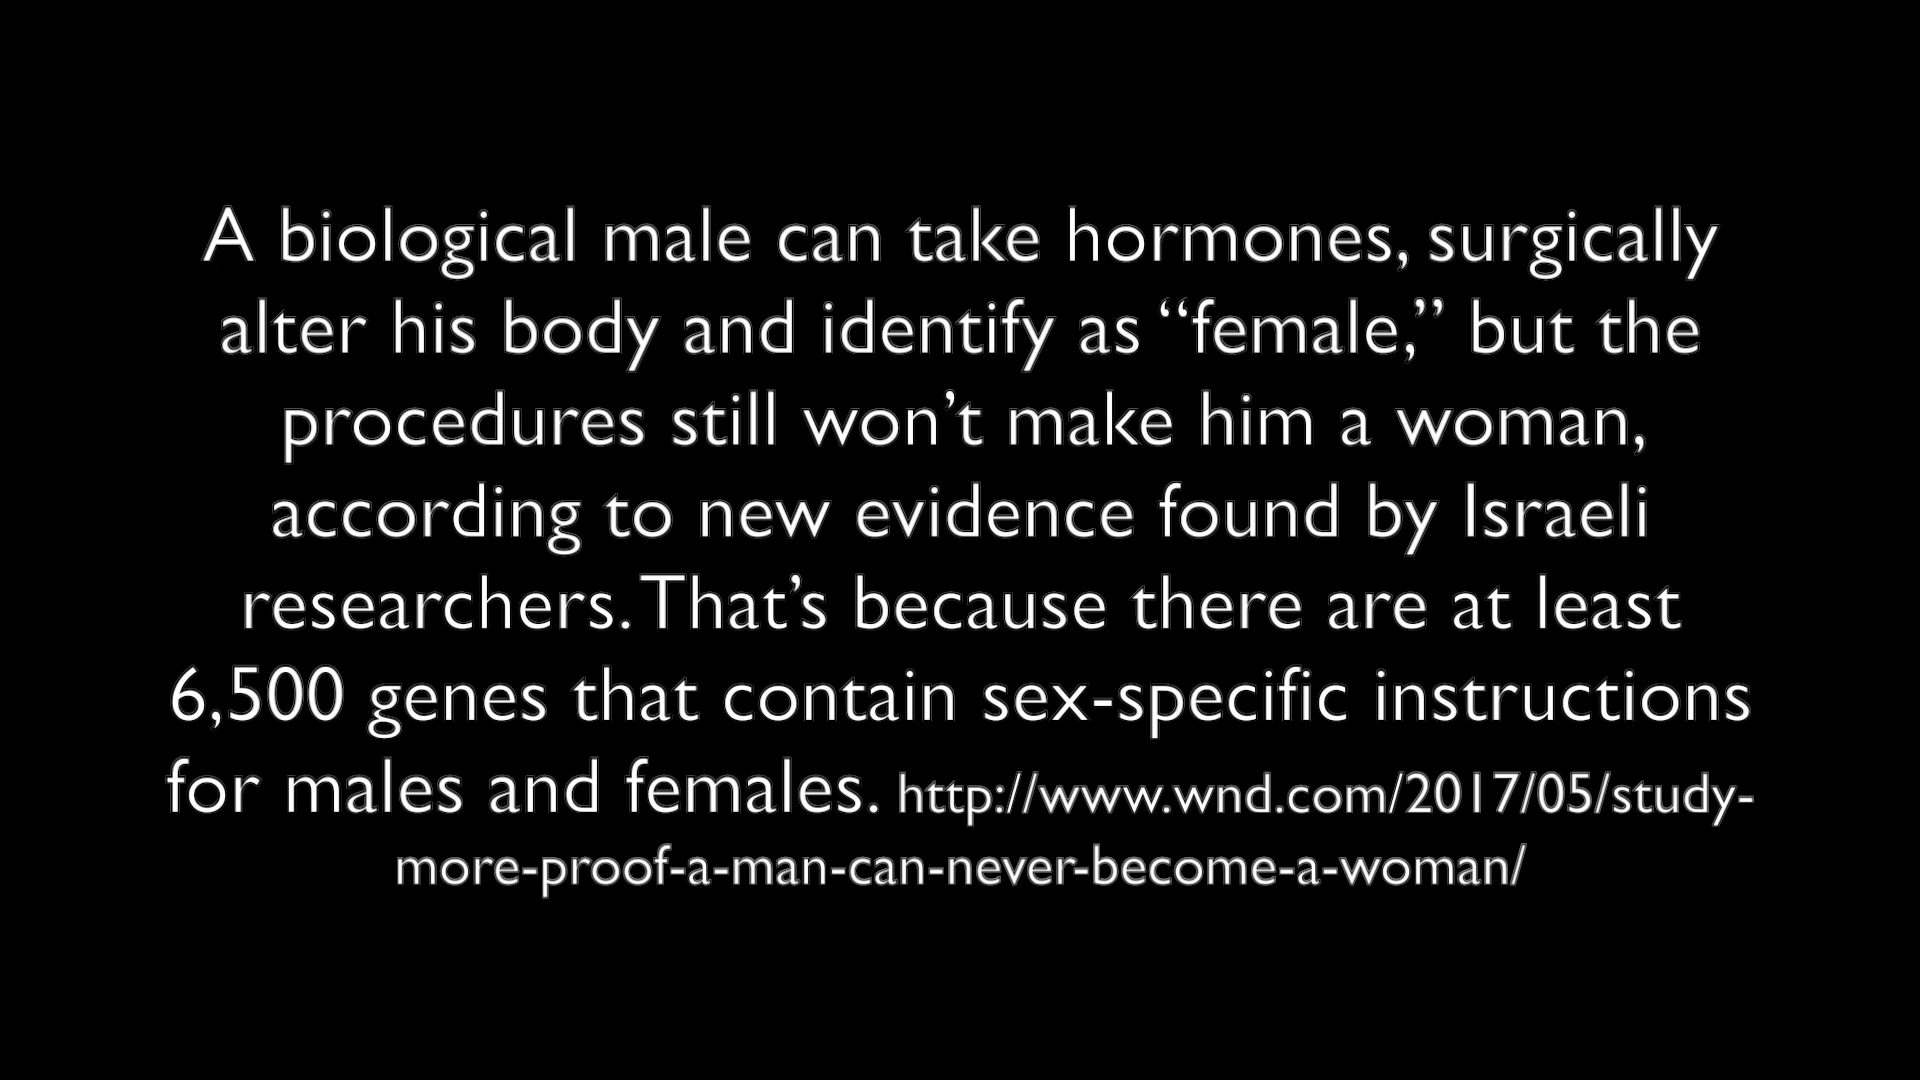 A biological male can take hormones, surgically
alter his body and identify as “female,” but the
procedures still won’t make him a woman,
according to new evidence found by Israeli
researchers. That’s because there are at least
6,500 genes that contain sex-specific instructions
for males and females. http://www.wnd.com/2017/05/study-
more-proof-a-man-can-never-become-a-woman/